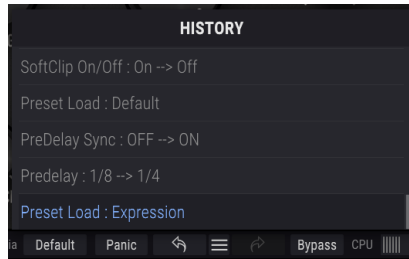 HISTORY
SoftClip On/Off : On --> Off
Preset Load : Default
PreDelay Sync : OFF --> ON
Predelay : 1/8 --> 1/4
Preset Load : Expression
ia Default Panic Bypass CPU